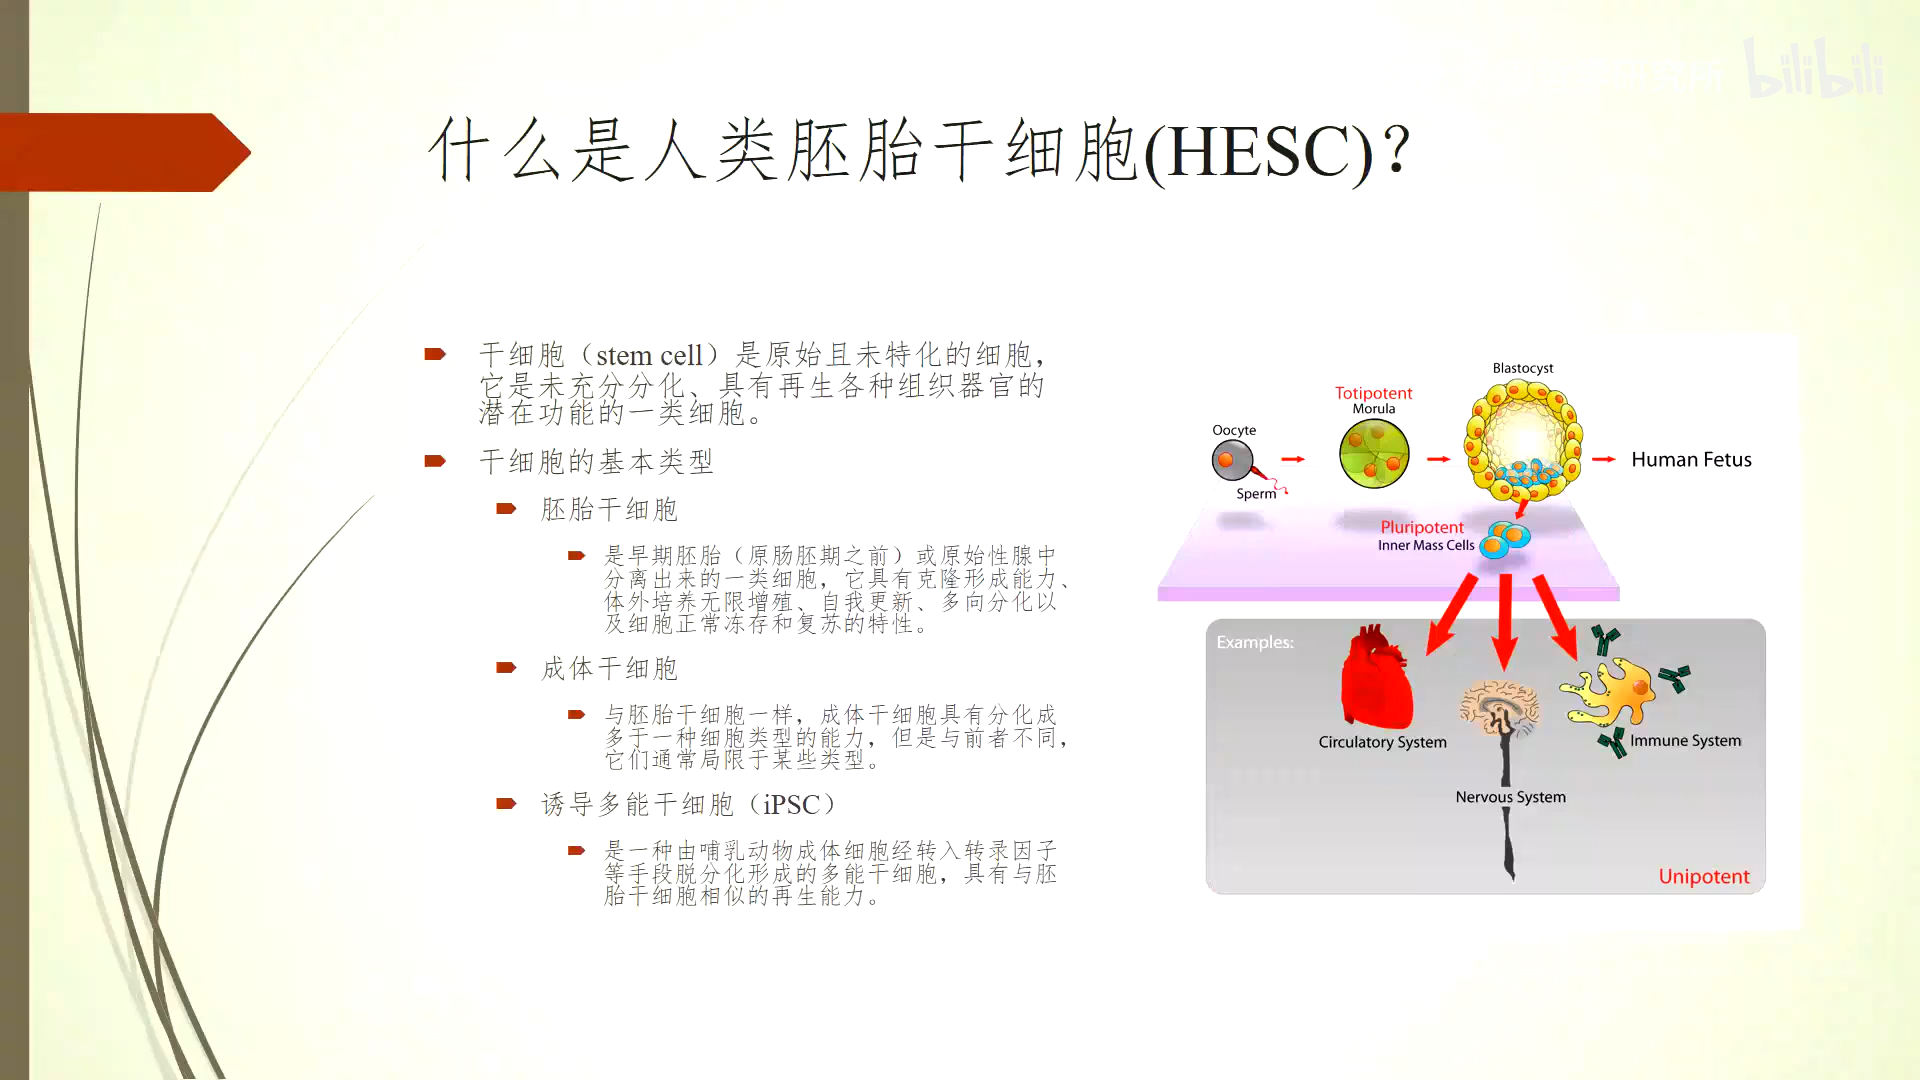 bilibili
什么是人类胚胎干细胞(HESC)？
干细胞（stem cell）是原始且未特化的细胞，
它是未充分分化、具有再生各种组织器官的
潜在功能的一类细胞。
干细胞的基本类型
胚胎干细胞
是早期胚胎（原肠胚期之前）或原始性腺中
分离出来的一类细胞，它具有克隆形成能力、
体外培养无限增殖、自我更新、多向分化以
及细胞正常冻存和复苏的特性。
成体干细胞
与胚胎干细胞一样，成体干细胞具有分化成
多于一种细胞类型的能力，但是与前者不同，
它们通常局限于某些类型。
诱导多能干细胞（iPSC）
是一种由哺乳动物成体细胞经转入转录因子
等手段脱分化形成的多能干细胞，具有与胚
胎干细胞相似的再生能力。
Blastocyst
Totipotent
Morula
Oocyte
Sperm
Human Fetus
Pluripotent
Inner Mass Cells
Examples:
Circulatory System
Immune System
Nervous System
Unipotent